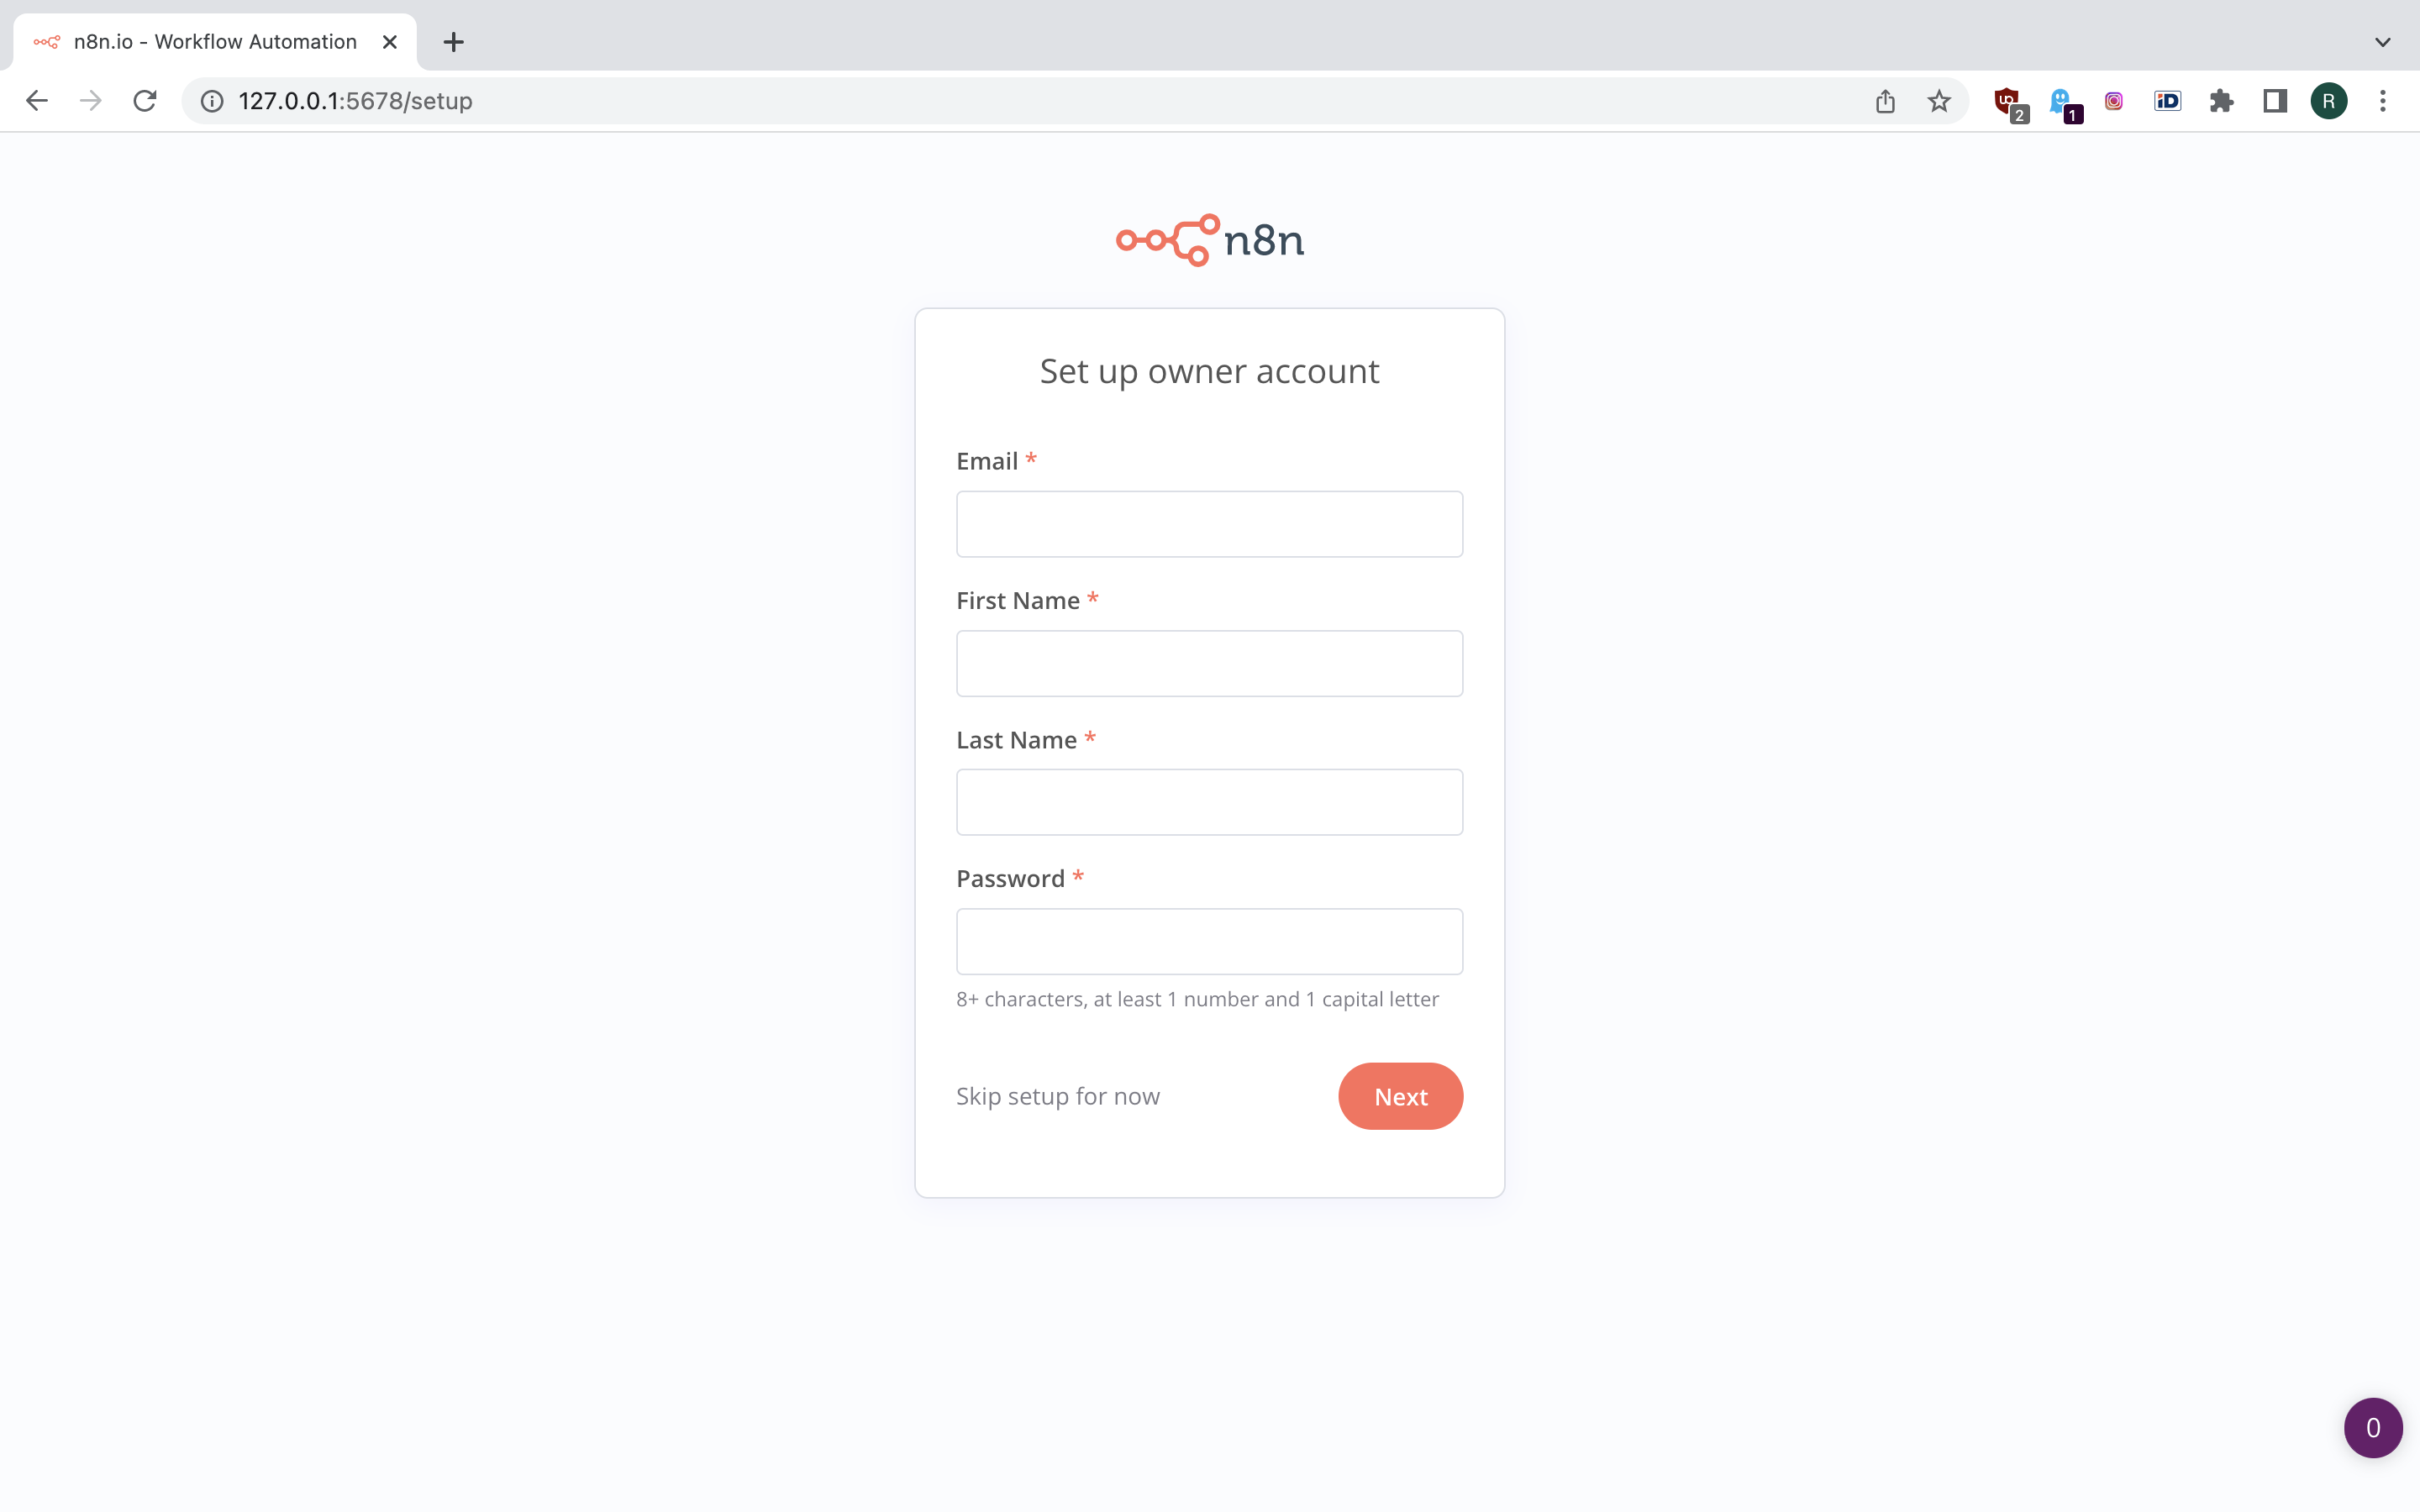 n8n.io - Workflow Automation
127.0.0.1:5678/setup
2
1
iD
R
n8n
Set up owner account
Email *
First Name *
Last Name *
Password *
8+ characters, at least 1 number and 1 capital letter
Skip setup for now
Next
0